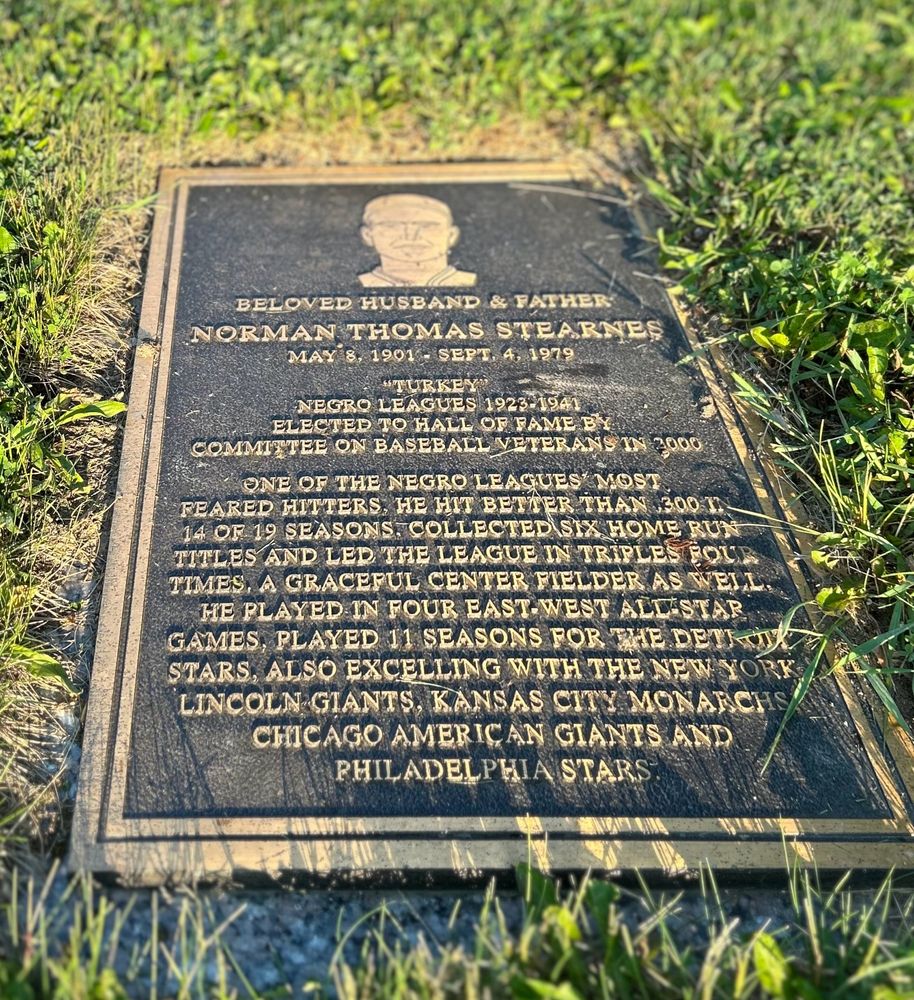 BELOVED HUSBAND & FATHER
NORMAN THOMAS STEARNES
MAY 8, 1901 - SEPT. 4, 1979
"TURKEY"
NEGRO LEAGUES 1923-1941
ELECTED TO HALL OF FAME BY
COMMITTEE ON BASEBALL VETERANS IN 2000
ONE OF THE NEGRO LEAGUES' MOST
FEARED HITTERS, HE HIT BETTER THAN .300 IN
14 OF 19 SEASONS, COLLECTED SIX HOME RUN
TITLES AND LED THE LEAGUE IN TRIPLES FOUR
TIMES. A GRACEFUL CENTER FIELDER AS WELL,
HE PLAYED IN FOUR EAST-WEST ALL-STAR
GAMES, PLAYED 11 SEASONS FOR THE DETROIT
STARS, ALSO EXCELLING WITH THE NEW YORK
LINCOLN GIANTS, KANSAS CITY MONARCHS
CHICAGO AMERICAN GIANTS AND
PHILADELPHIA STARS.